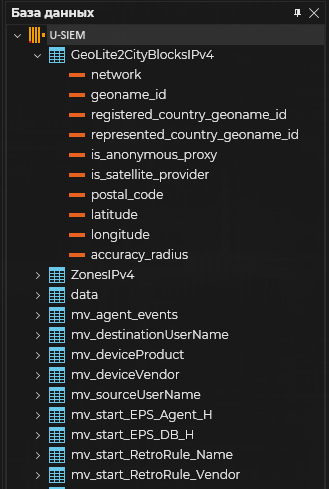 База данных
U-SIEM
GeoLite2CityBlocksIPv4
network
geoname_id
registered_country_geoname_id
represented_country_geoname_id
is_anonymous_proxy
is_satellite_provider
postal_code
latitude
longitude
accuracy_radius
ZonesIPv4
data
mv_agent_events
mv_destinationUserName
mv_deviceProduct
mv_deviceVendor
mv_sourceUserName
mv_start_EPS_Agent_H
mv_start_EPS_DB_H
mv_start_RetroRule_Name
mv_start_RetroRule_Vendor